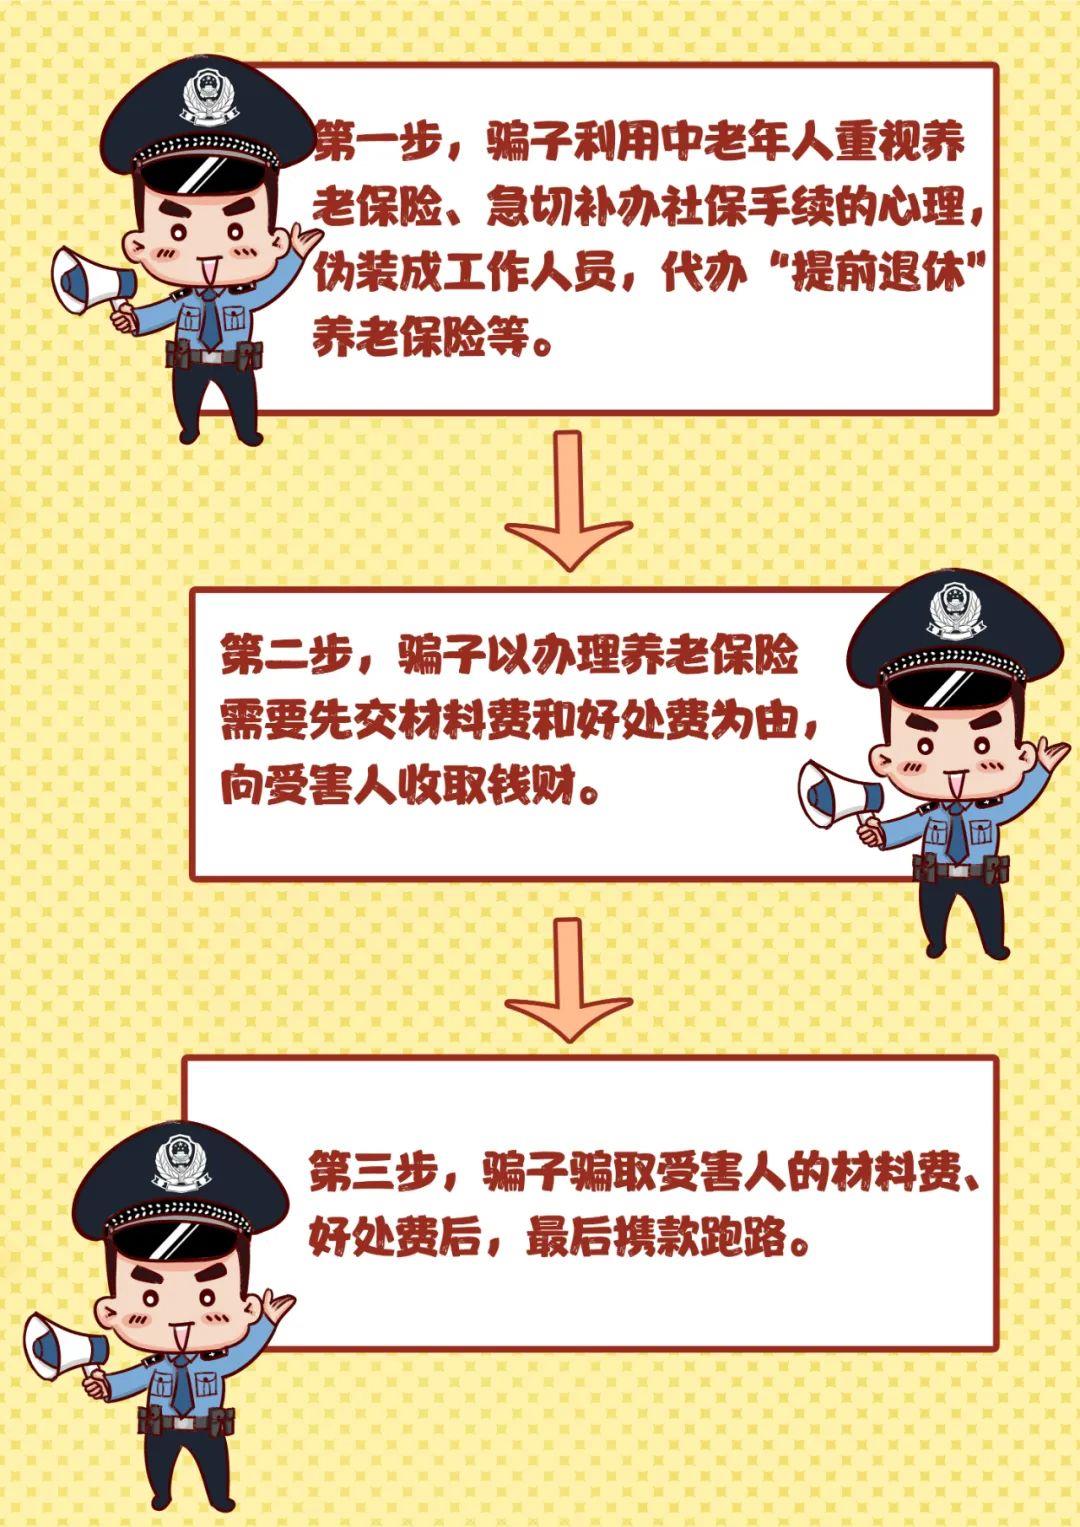 第一步，骗子利用中老年人重视养
老保险、急切补办社保手续的心理，
伪装成工作人员，代办“提前退休”
养老保险等。
第二步，骗子以办理养老保险
需要先交材料费和好处费为由，
向受害人收取钱财。
第三步，骗子骗取受害人的材料费、
好处费后，最后携款跑路。